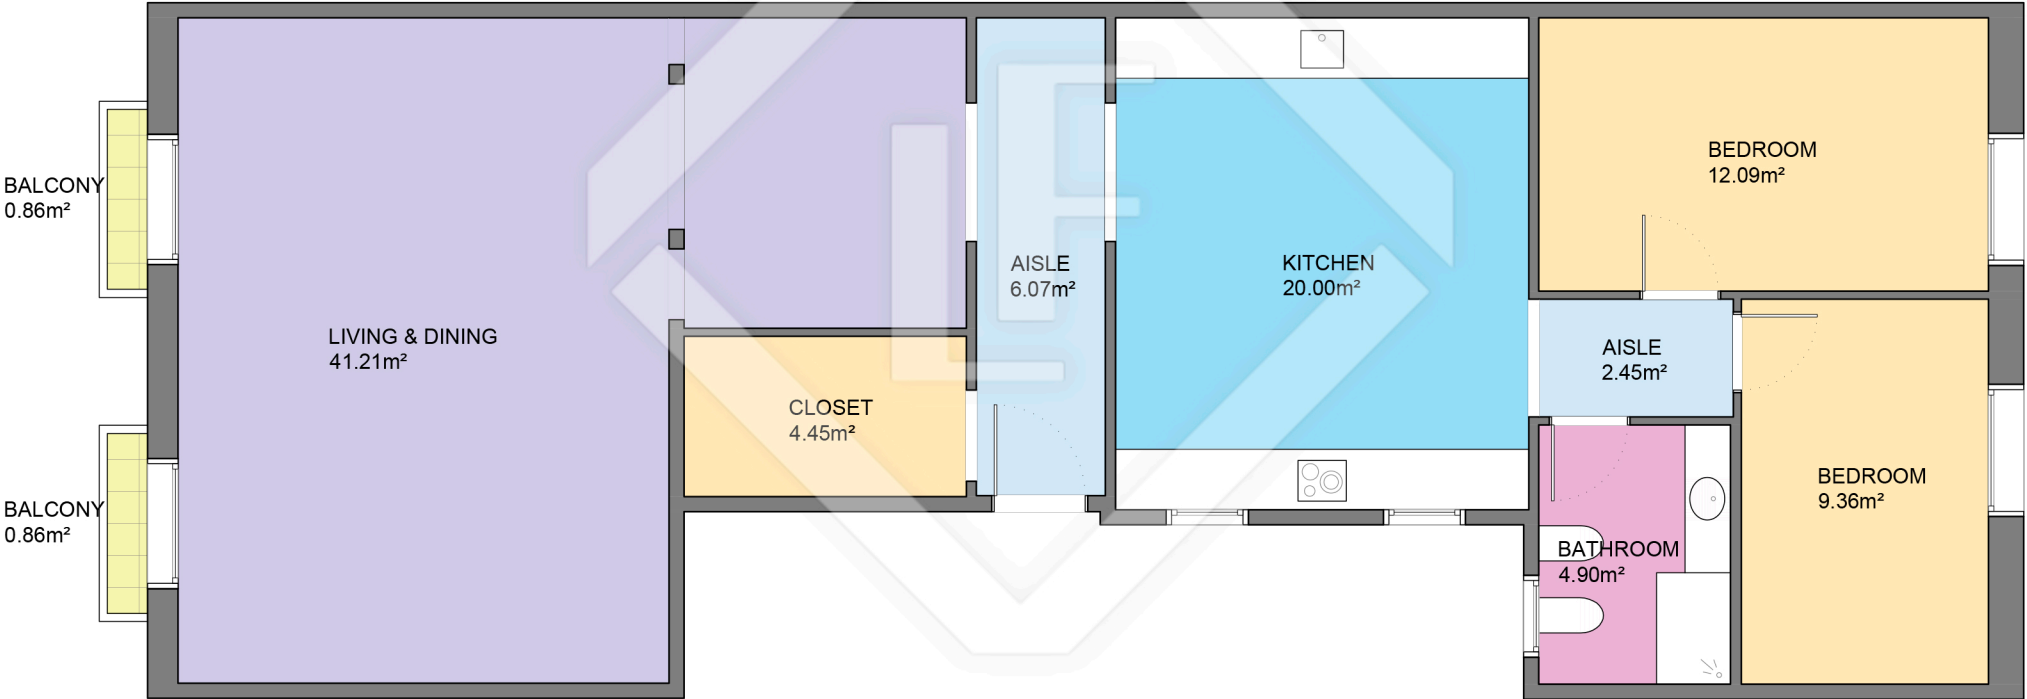 BALCONY
0.86m²
BALCONY
0.86m²
LIVING & DINING
41.21m²
CLOSET
4.45m²
AISLE
6.07m²
KITCHEN
20.00m²
BEDROOM
12.09m²
AISLE
2.45m²
BEDROOM
9.36m²
BATHROOM
4.90m²